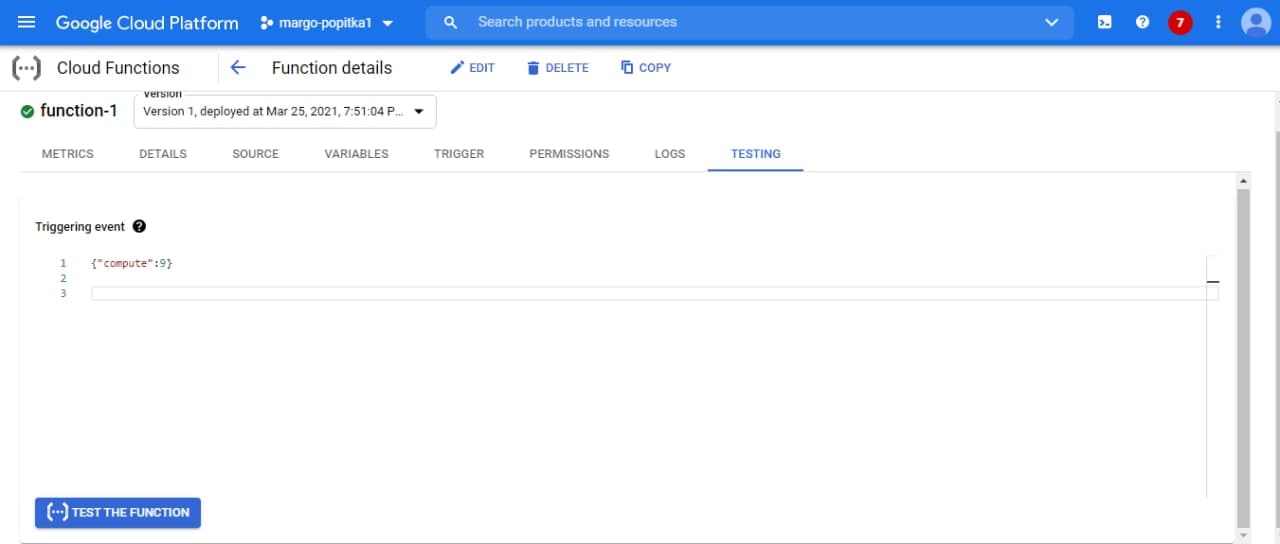 Google Cloud Platform margo-popitka1 Search products and resources 7
Cloud Functions Function details EDIT DELETE COPY
Version
function-1 Version 1, deployed at Mar 25, 2021, 7:51:04 P...
METRICS DETAILS SOURCE VARIABLES TRIGGER PERMISSIONS LOGS TESTING
Triggering event
1 {"compute":9}
2
3
TEST THE FUNCTION